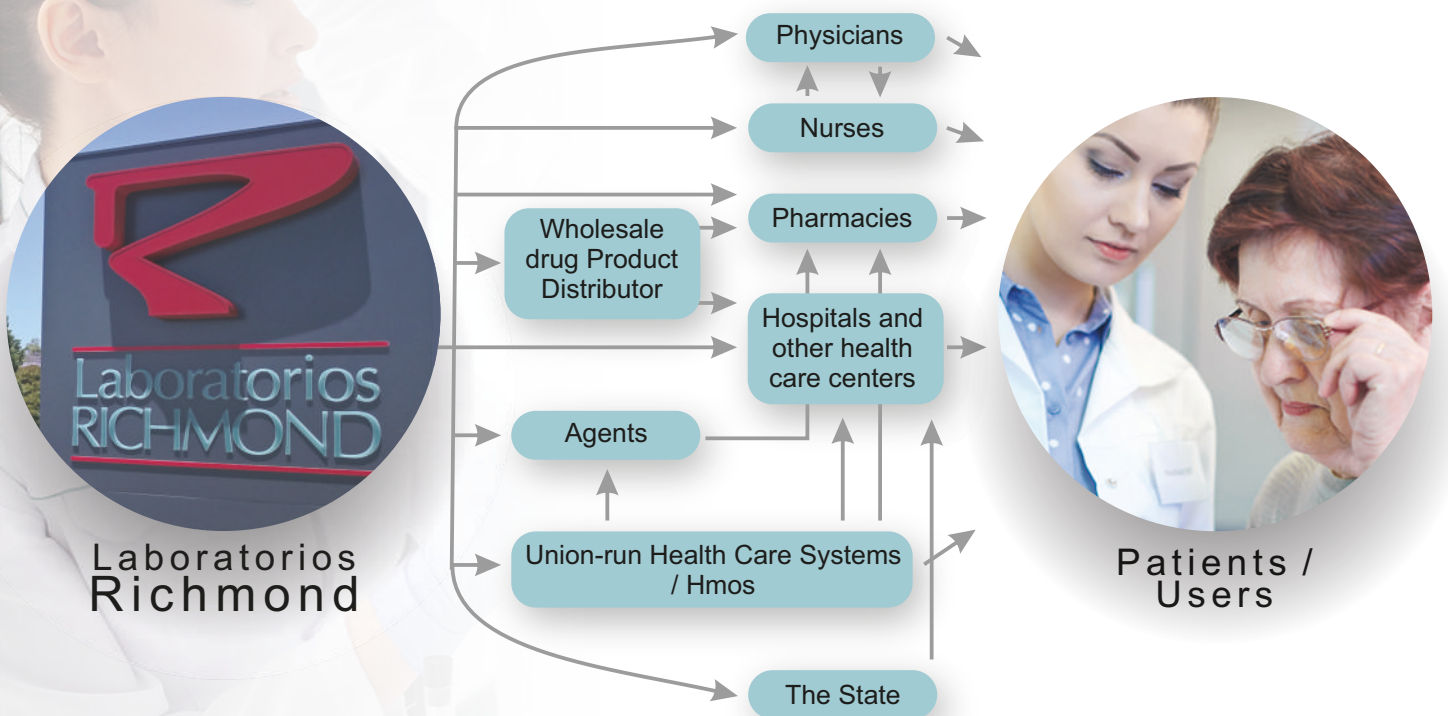 Physicians
Nurses
Pharmacies
Wholesale
drug Product
Distributor
Hospitals and
other health
care centers
Agents
Union-run Health Care Systems
/ Hmos
The State
Laboratorios
RICHMOND
Laboratorios
Richmond
Patients /
Users